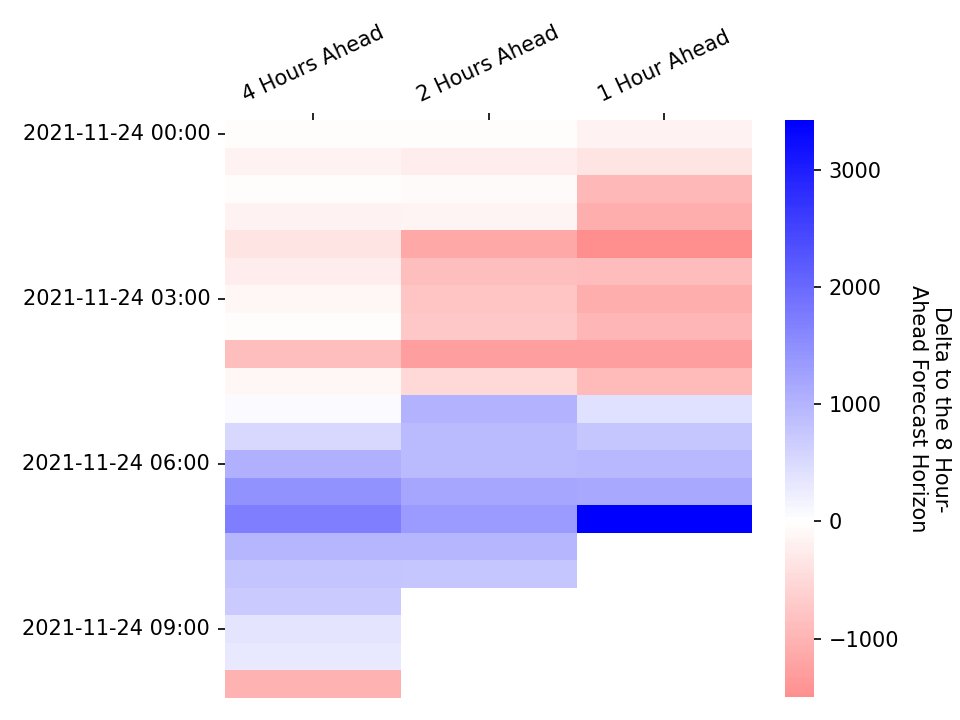 4 Hours Ahead
2 Hours Ahead
1 Hour Ahead
2021-11-24 00:00
2021-11-24 03:00
2021-11-24 06:00
2021-11-24 09:00
3000
2000
1000
0
−1000
Delta to the 8 Hour-
Ahead Forecast Horizon